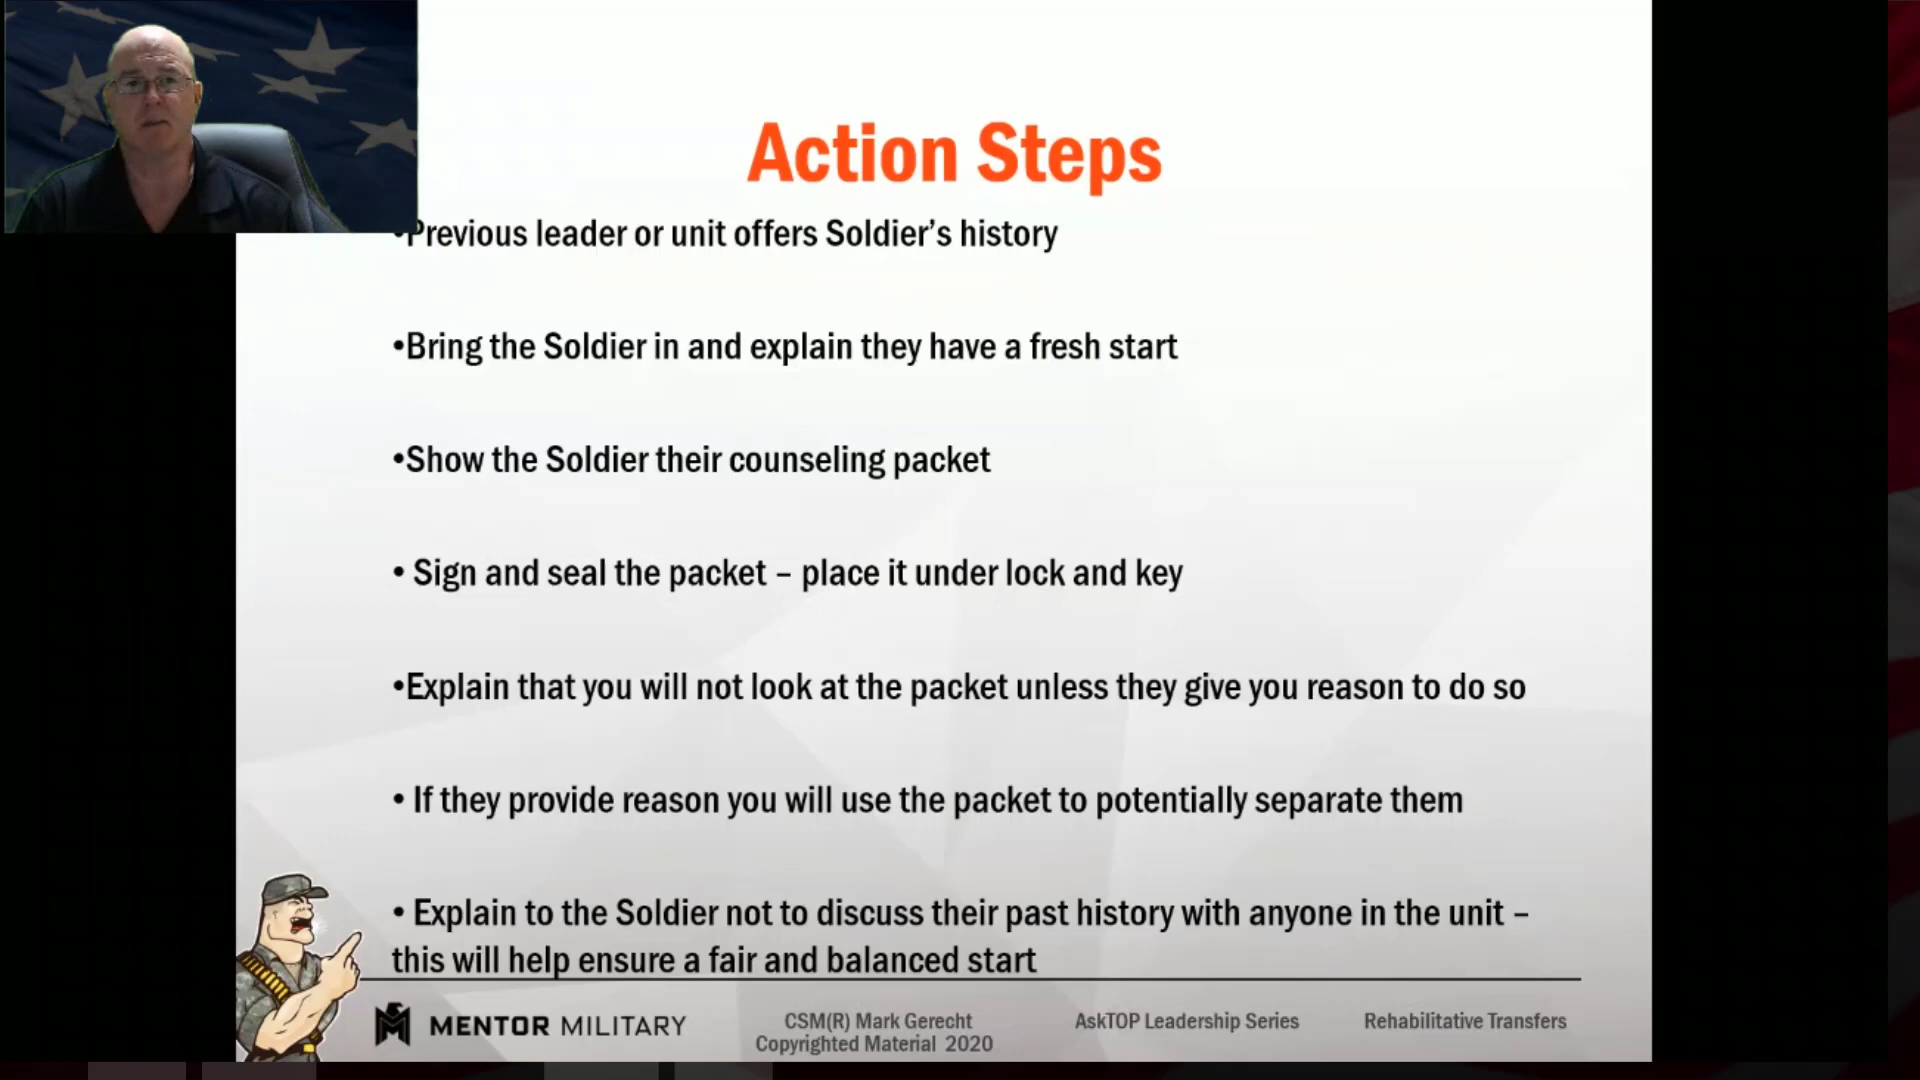 Action Steps
•Previous leader or unit offers Soldier’s history
•Bring the Soldier in and explain they have a fresh start
•Show the Soldier their counseling packet
• Sign and seal the packet – place it under lock and key
•Explain that you will not look at the packet unless they give you reason to do so
• If they provide reason you will use the packet to potentially separate them
• Explain to the Soldier not to discuss their past history with anyone in the unit –
this will help ensure a fair and balanced start
MENTOR MILITARY
CSM(R) Mark Gerecht
Copyrighted Material 2020
AskTOP Leadership Series
Rehabilitative Transfers